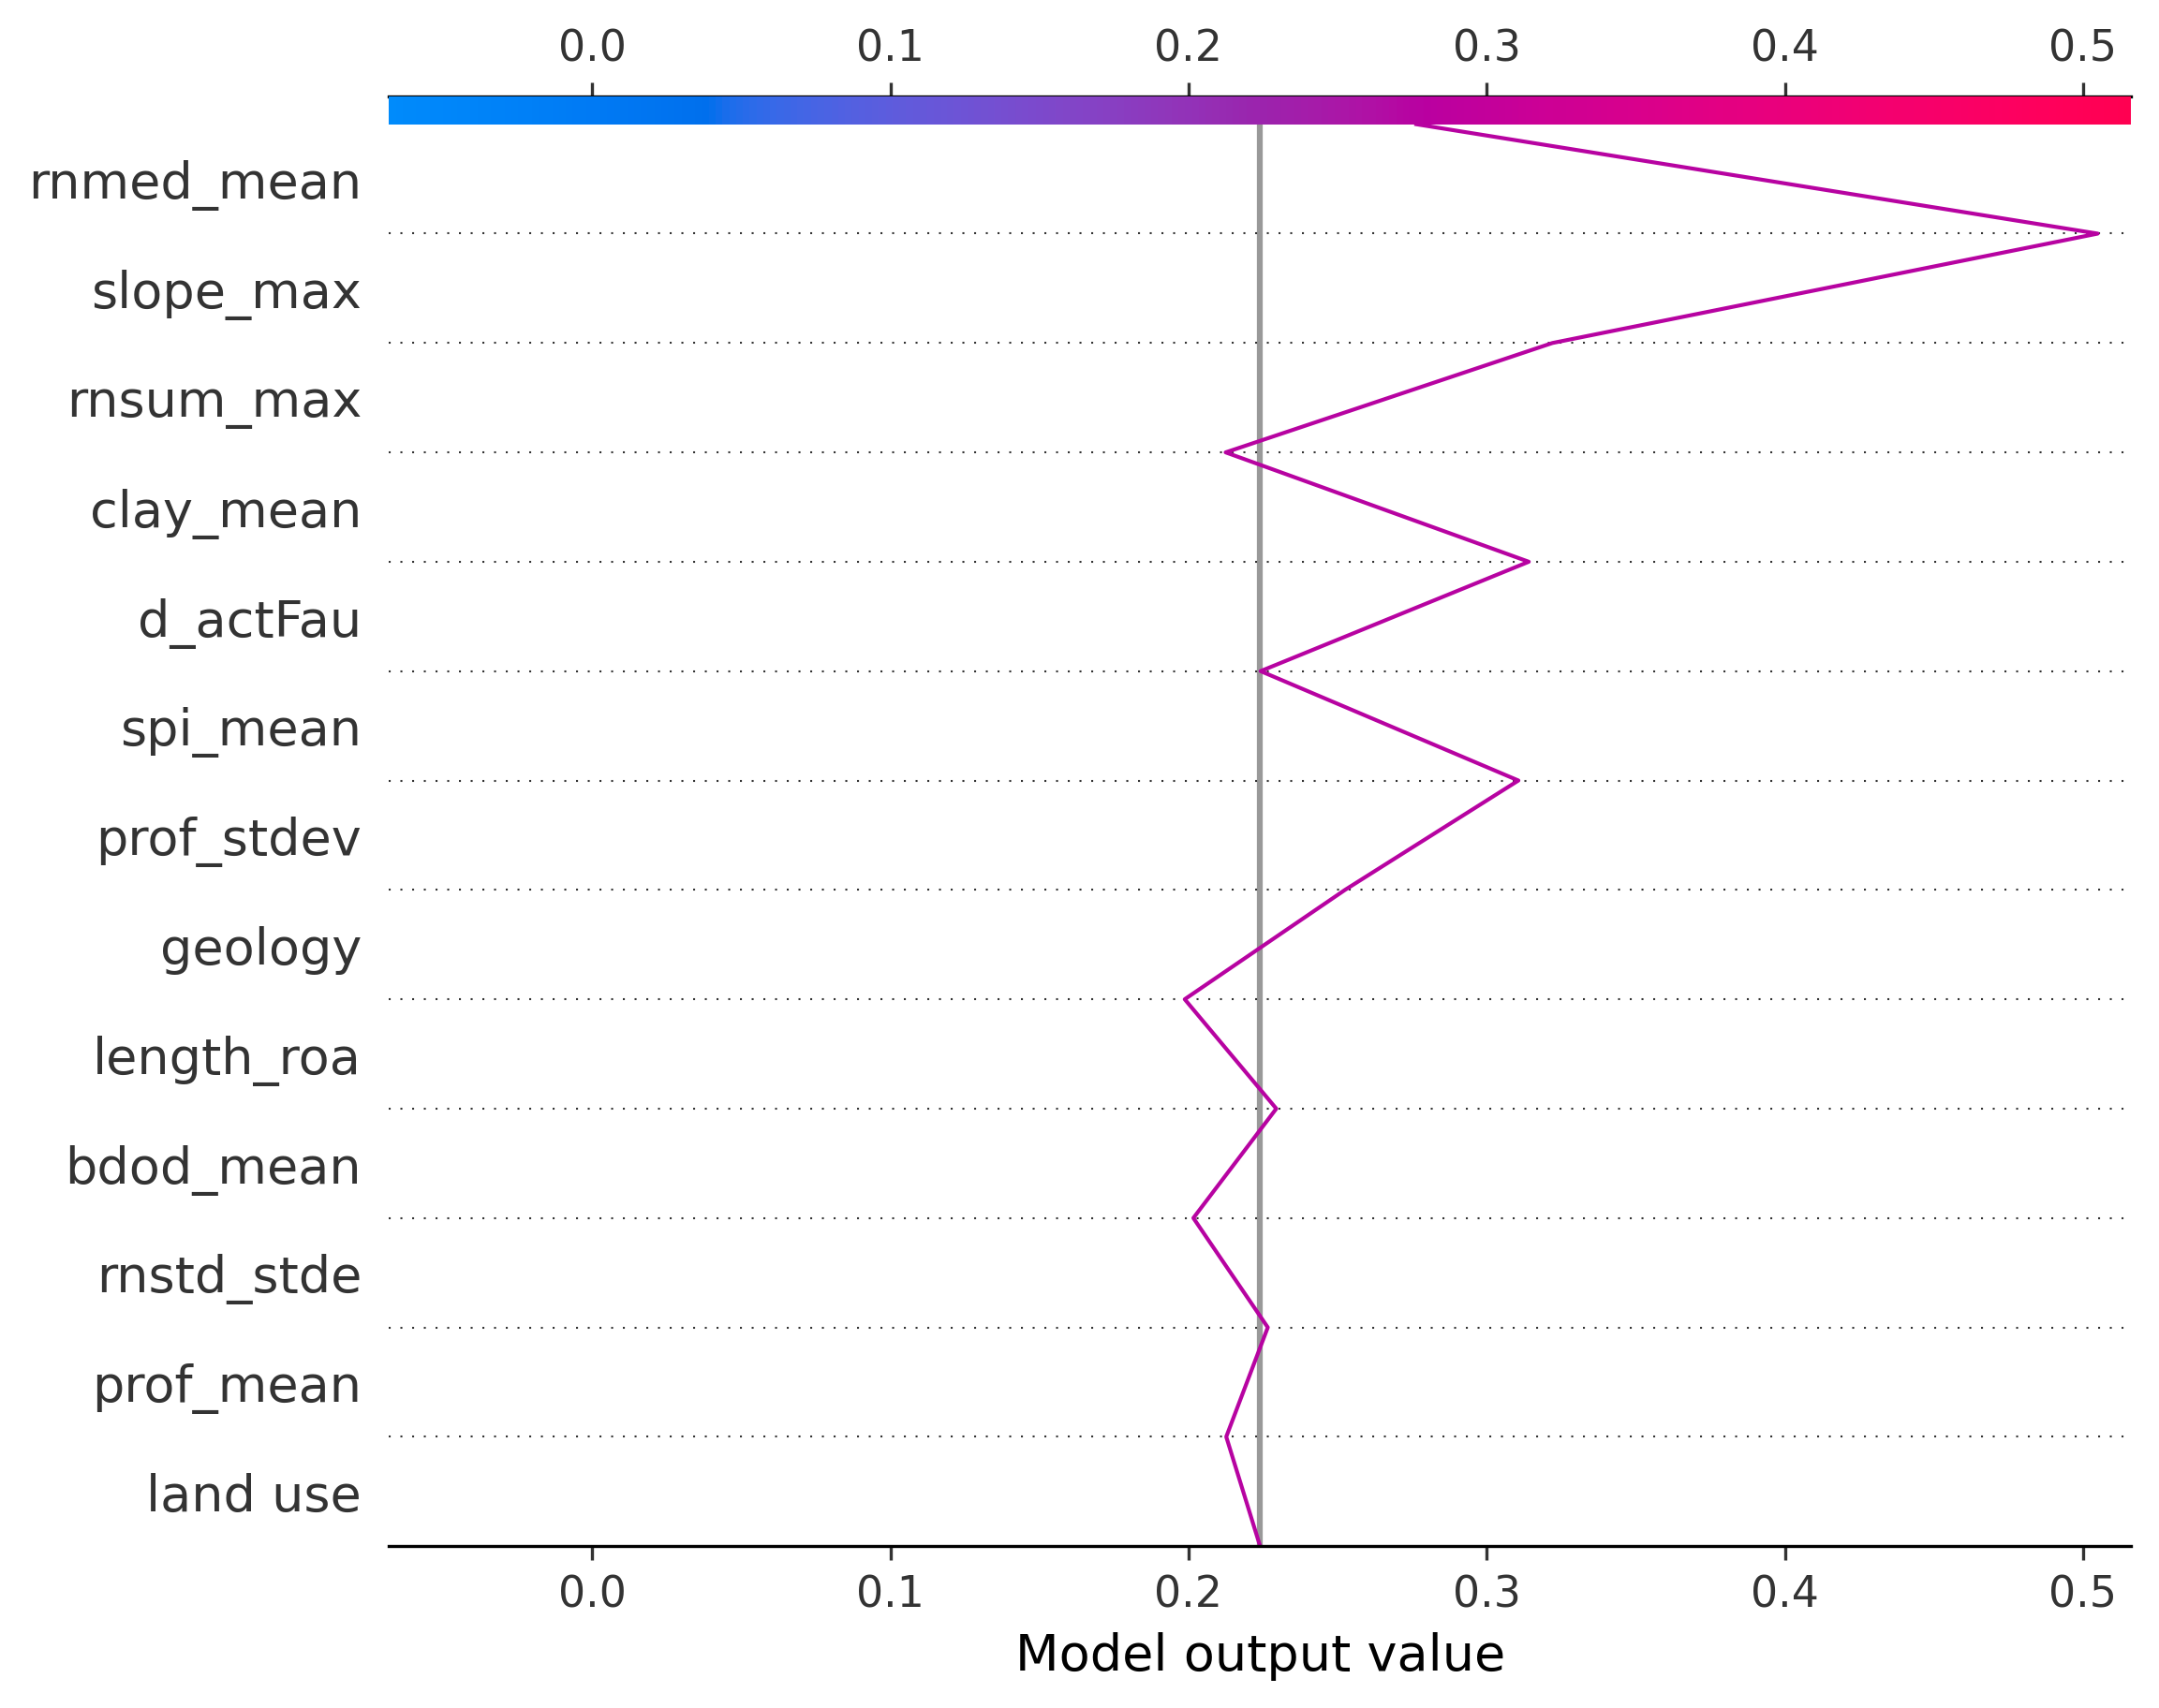 0.0 0.1 0.2 0.3 0.4 0.5
rnmed_mean
slope_max
rnsum_max
clay_mean
d_actFau
spi_mean
prof_stdev
geology
length_roa
bdod_mean
rnstd_stde
prof_mean
land use
0.0 0.1 0.2 0.3 0.4 0.5
Model output value